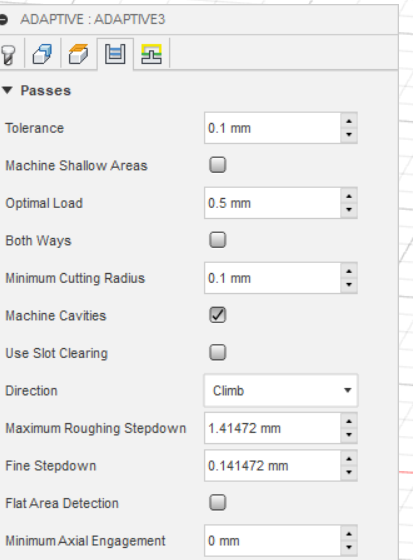 ADAPTIVE : ADAPTIVE3
Passes
Tolerance 0.1 mm
Machine Shallow Areas
Optimal Load 0.5 mm
Both Ways
Minimum Cutting Radius 0.1 mm
Machine Cavities
Use Slot Clearing
Direction Climb
Maximum Roughing Stepdown 1.41472 mm
Fine Stepdown 0.141472 mm
Flat Area Detection
Minimum Axial Engagement 0 mm